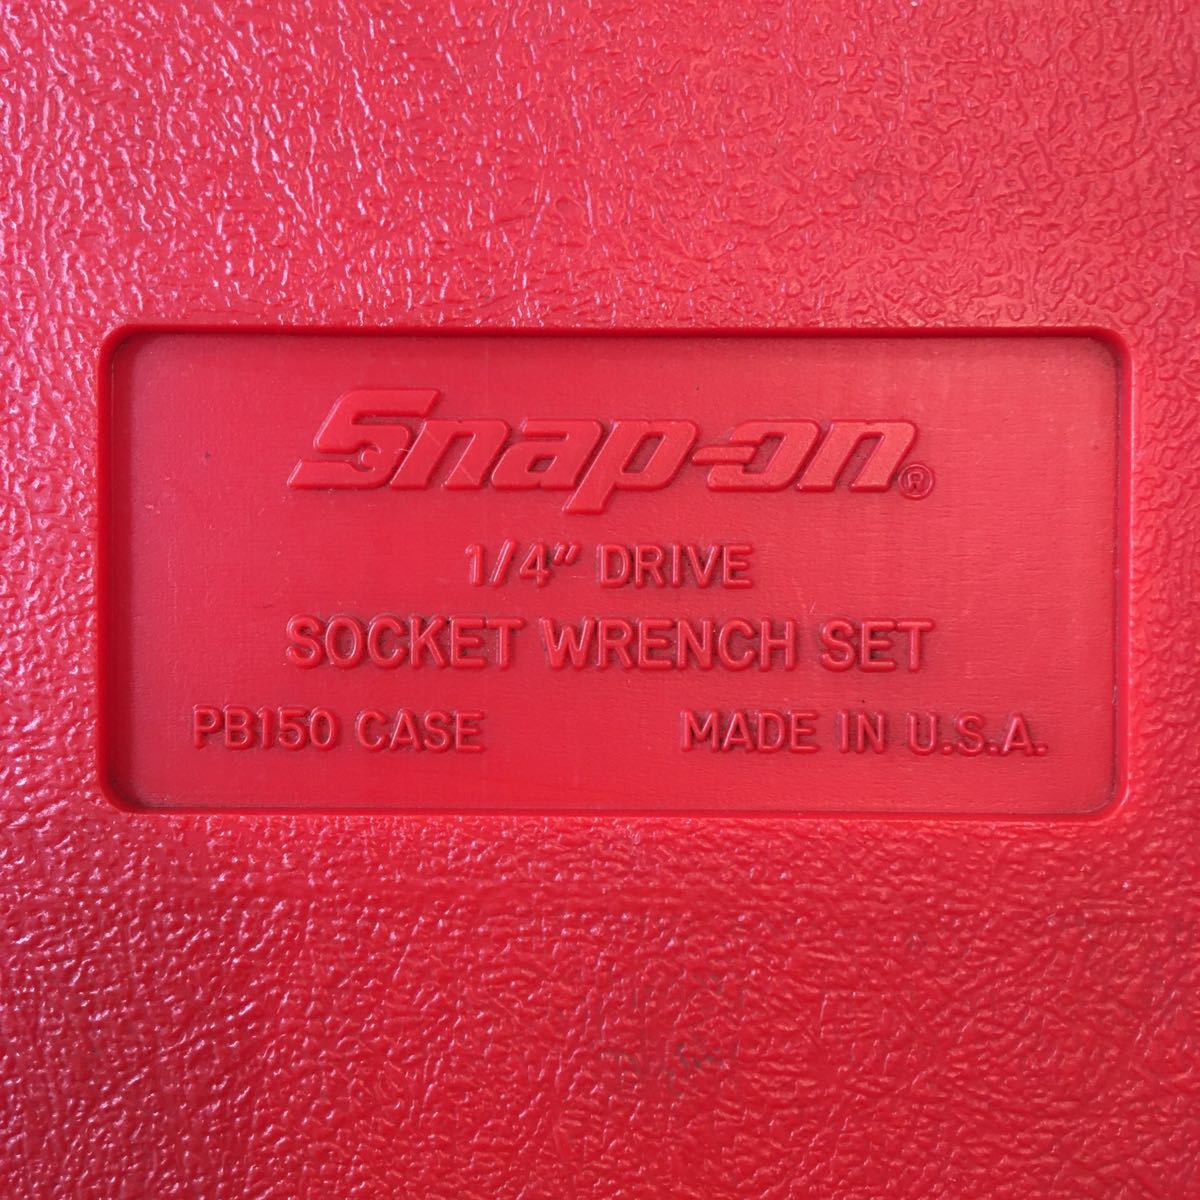 Snap-on®
1/4" DRIVE
SOCKET WRENCH SET
PB150 CASE
MADE IN U.S.A.